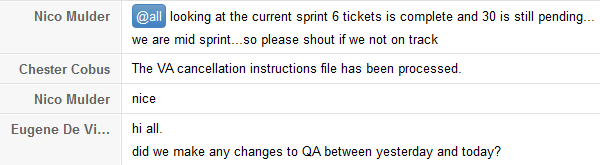 Nico Mulder @all looking at the current sprint 6 tickets is complete and 30 is still pending...
we are mid sprint...so please shout if we not on track
Chester Cobus The VA cancellation instructions file has been processed.
Nico Mulder nice
Eugene De Vi... hi all.
did we make any changes to QA between yesterday and today?